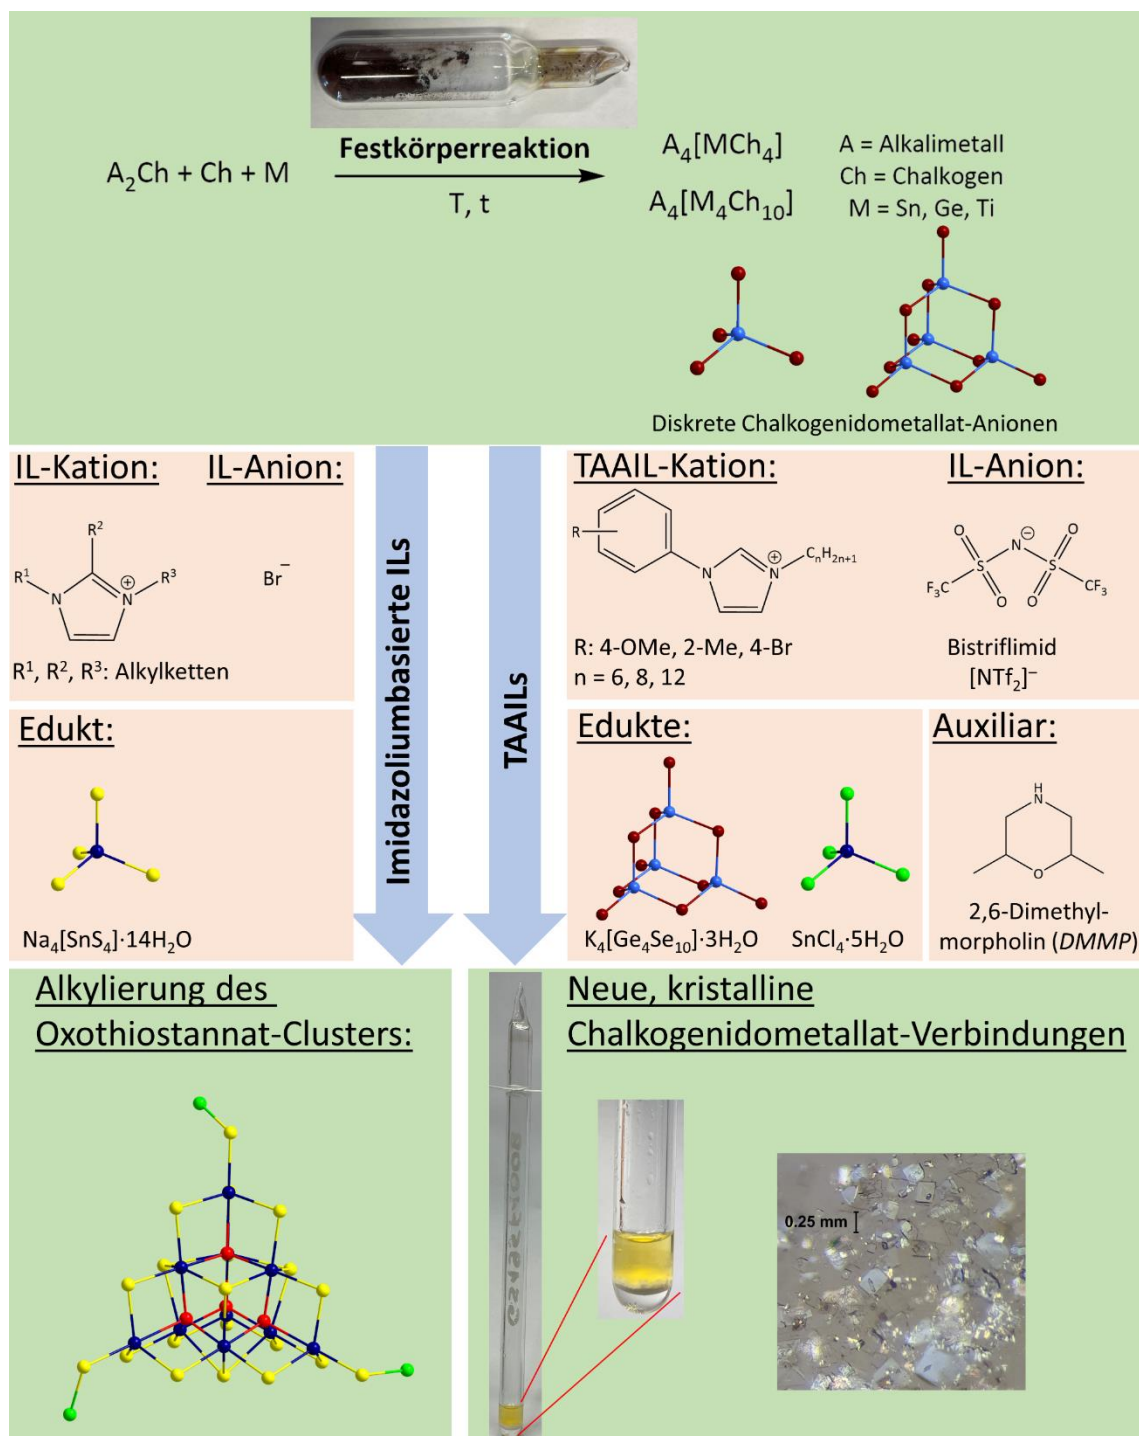 A₂Ch + Ch + M
Festkörperreaktion
T, t
A₄[MCh₄]
A₄[M₄Ch₁₀]
A = Alkalimetall
Ch = Chalkogen
M = Sn, Ge, Ti
Diskrete Chalkogenidometallat-Anionen
IL-Kation:
IL-Anion:
R¹
R²
R³
N
N
+
Br⁻
R¹, R², R³: Alkylketten
Imidazoliumbasierte ILs
TAAILs
TAAIL-Kation:
IL-Anion:
R
N
N
+
CₙH₂ₙ₊₁
R: 4-OMe, 2-Me, 4-Br
n = 6, 8, 12
O
O
N
⊖
S
S
F₃C
CF₃
O
O
Bistriflimid
[NTf₂]⁻
Edukt:
Na₄[SnS₄]·14H₂O
Edukte:
K₄[Ge₄Se₁₀]·3H₂O
SnCl₄·5H₂O
Auxiliar:
H
N
O
2,6-Dimethyl-
morpholin (DMMP)
Alkylierung des
Oxothiostannat-Clusters:
Neue, kristalline
Chalkogenidometallat-Verbindungen
0.25 mm